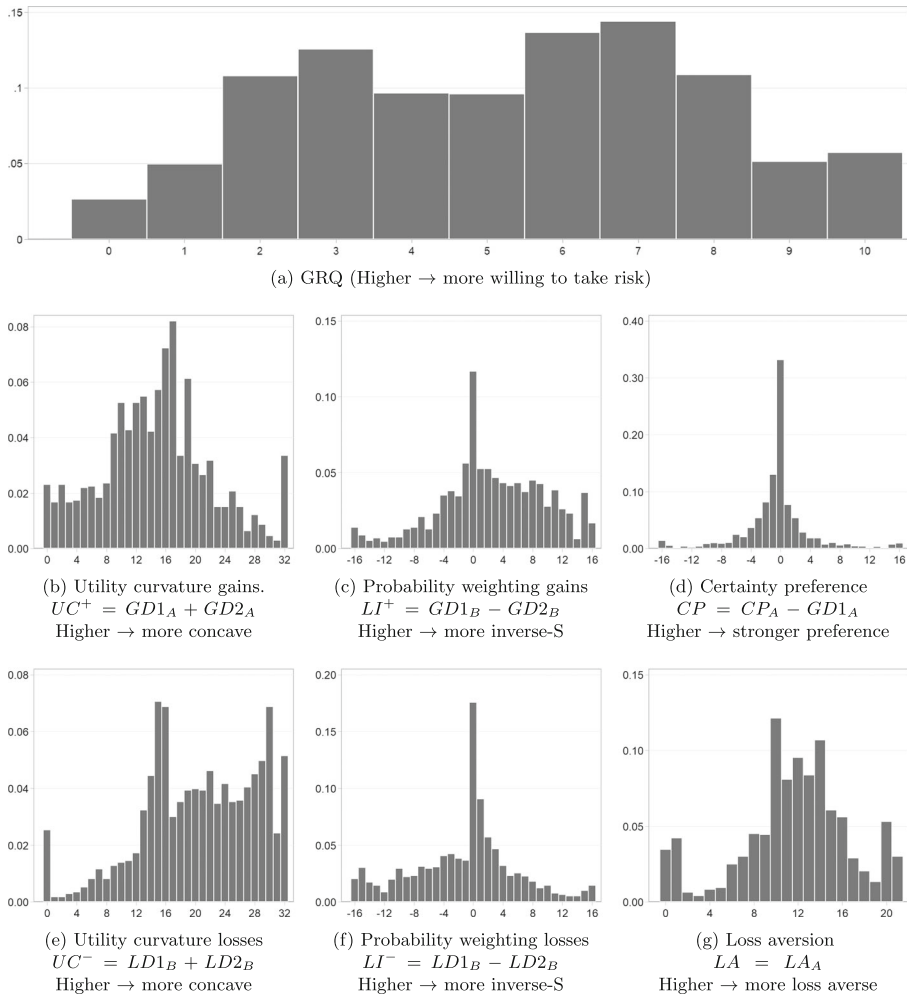 .15
.1
.05
0
0 1 2 3 4 5 6 7 8 9 10
(a) GRQ (Higher → more willing to take risk)
0.08
0.06
0.04
0.02
0.00
0 4 8 12 16 20 24 28 32
(b) Utility curvature gains.
UC⁺ = GD1_A + GD2_A
Higher → more concave
0.15
0.10
0.05
0.00
-16 -12 -8 -4 0 4 8 12 16
(c) Probability weighting gains
LI⁺ = GD1_B − GD2_B
Higher → more inverse-S
0.40
0.30
0.20
0.10
0.00
-16 -12 -8 -4 0 4 8 12 16
(d) Certainty preference
CP = CP_A − GD1_A
Higher → stronger preference
0.08
0.06
0.04
0.02
0.00
0 4 8 12 16 20 24 28 32
(e) Utility curvature losses
UC⁻ = LD1_B + LD2_B
Higher → more concave
0.20
0.15
0.10
0.05
0.00
-16 -12 -8 -4 0 4 8 12 16
(f) Probability weighting losses
LI⁻ = LD1_B − LD2_B
Higher → more inverse-S
0.15
0.10
0.05
0.00
0 4 8 12 16 20
(g) Loss aversion
LA = LA_A
Higher → more loss averse